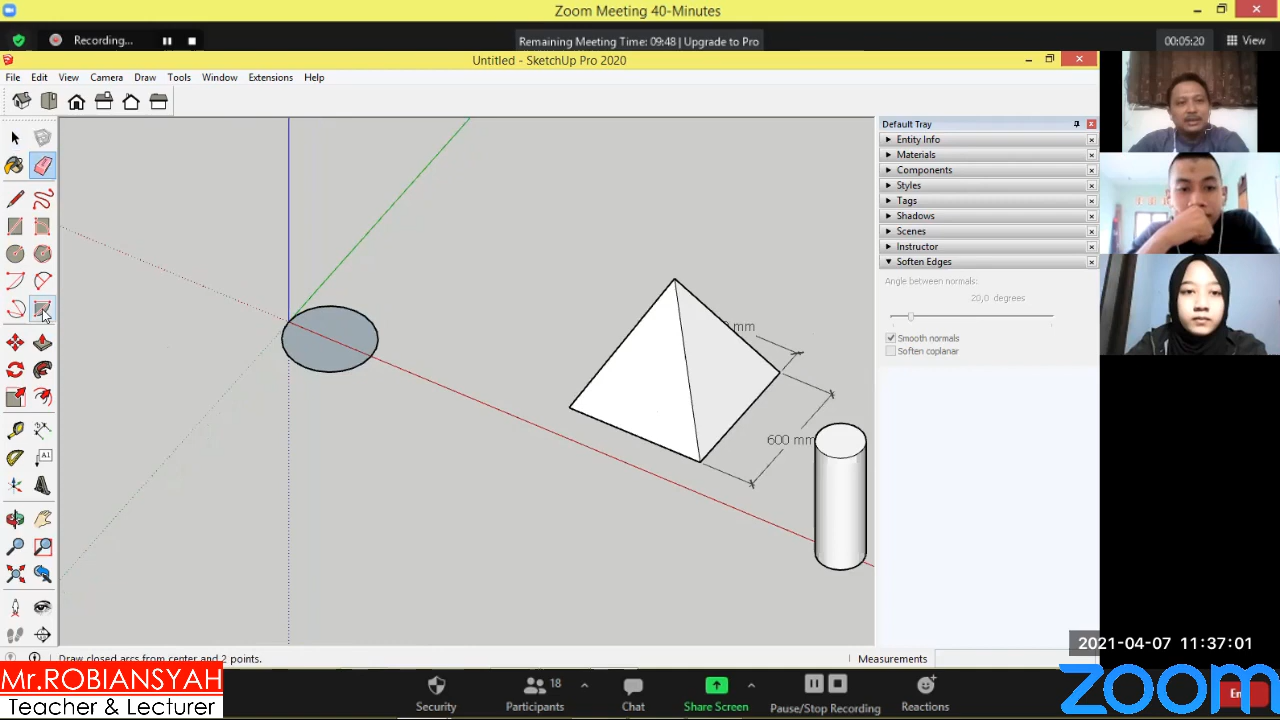 Zoom Meeting 40-Minutes
Recording...
Remaining Meeting Time: 09:48 | Upgrade to Pro
00:05:20
View
Untitled - SketchUp Pro 2020
File Edit View Camera Draw Tools Window Extensions Help
Default Tray
Entity Info
Materials
Components
Styles
Tags
Shadows
Scenes
Instructor
Soften Edges
Angle between normals:
20,0 degrees
Smooth normals
Soften coplanar
mm
600 mm
A1
Draw closed arcs from center and 2 points.
Measurements
2021-04-07 11:37:01
Mr.ROBIANSYAH
Teacher & Lecturer
Security
Participants
18
Chat
Share Screen
Pause/Stop Recording
Reactions
zoom